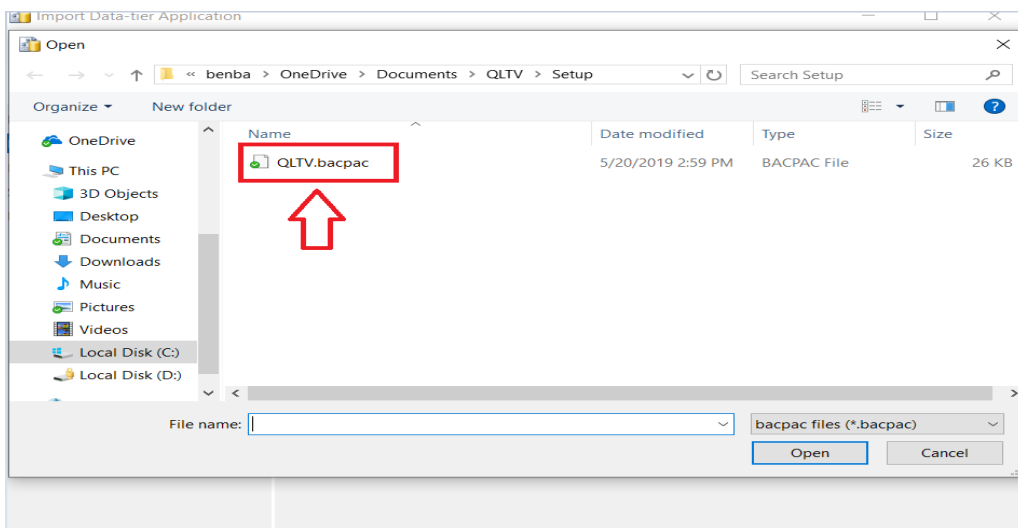 Import Data-tier Application
Open
« benba > OneDrive > Documents > QLTV > Setup
Search Setup
Organize
New folder
Name
Date modified
Type
Size
QLTV.bacpac
5/20/2019 2:59 PM
BACPAC File
26 KB
OneDrive
This PC
3D Objects
Desktop
Documents
Downloads
Music
Pictures
Videos
Local Disk (C:)
Local Disk (D:)
File name:
bacpac files (*.bacpac)
Open
Cancel